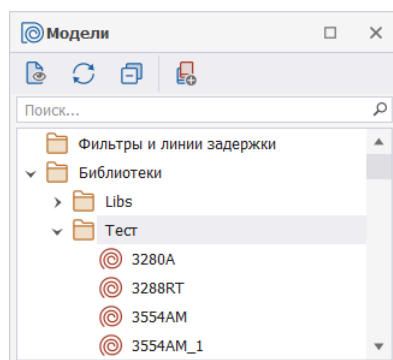 Модели
Поиск...
Фильтры и линии задержки
Библиотеки
Libs
Тест
3280A
3288RT
3554AM
3554AM_1